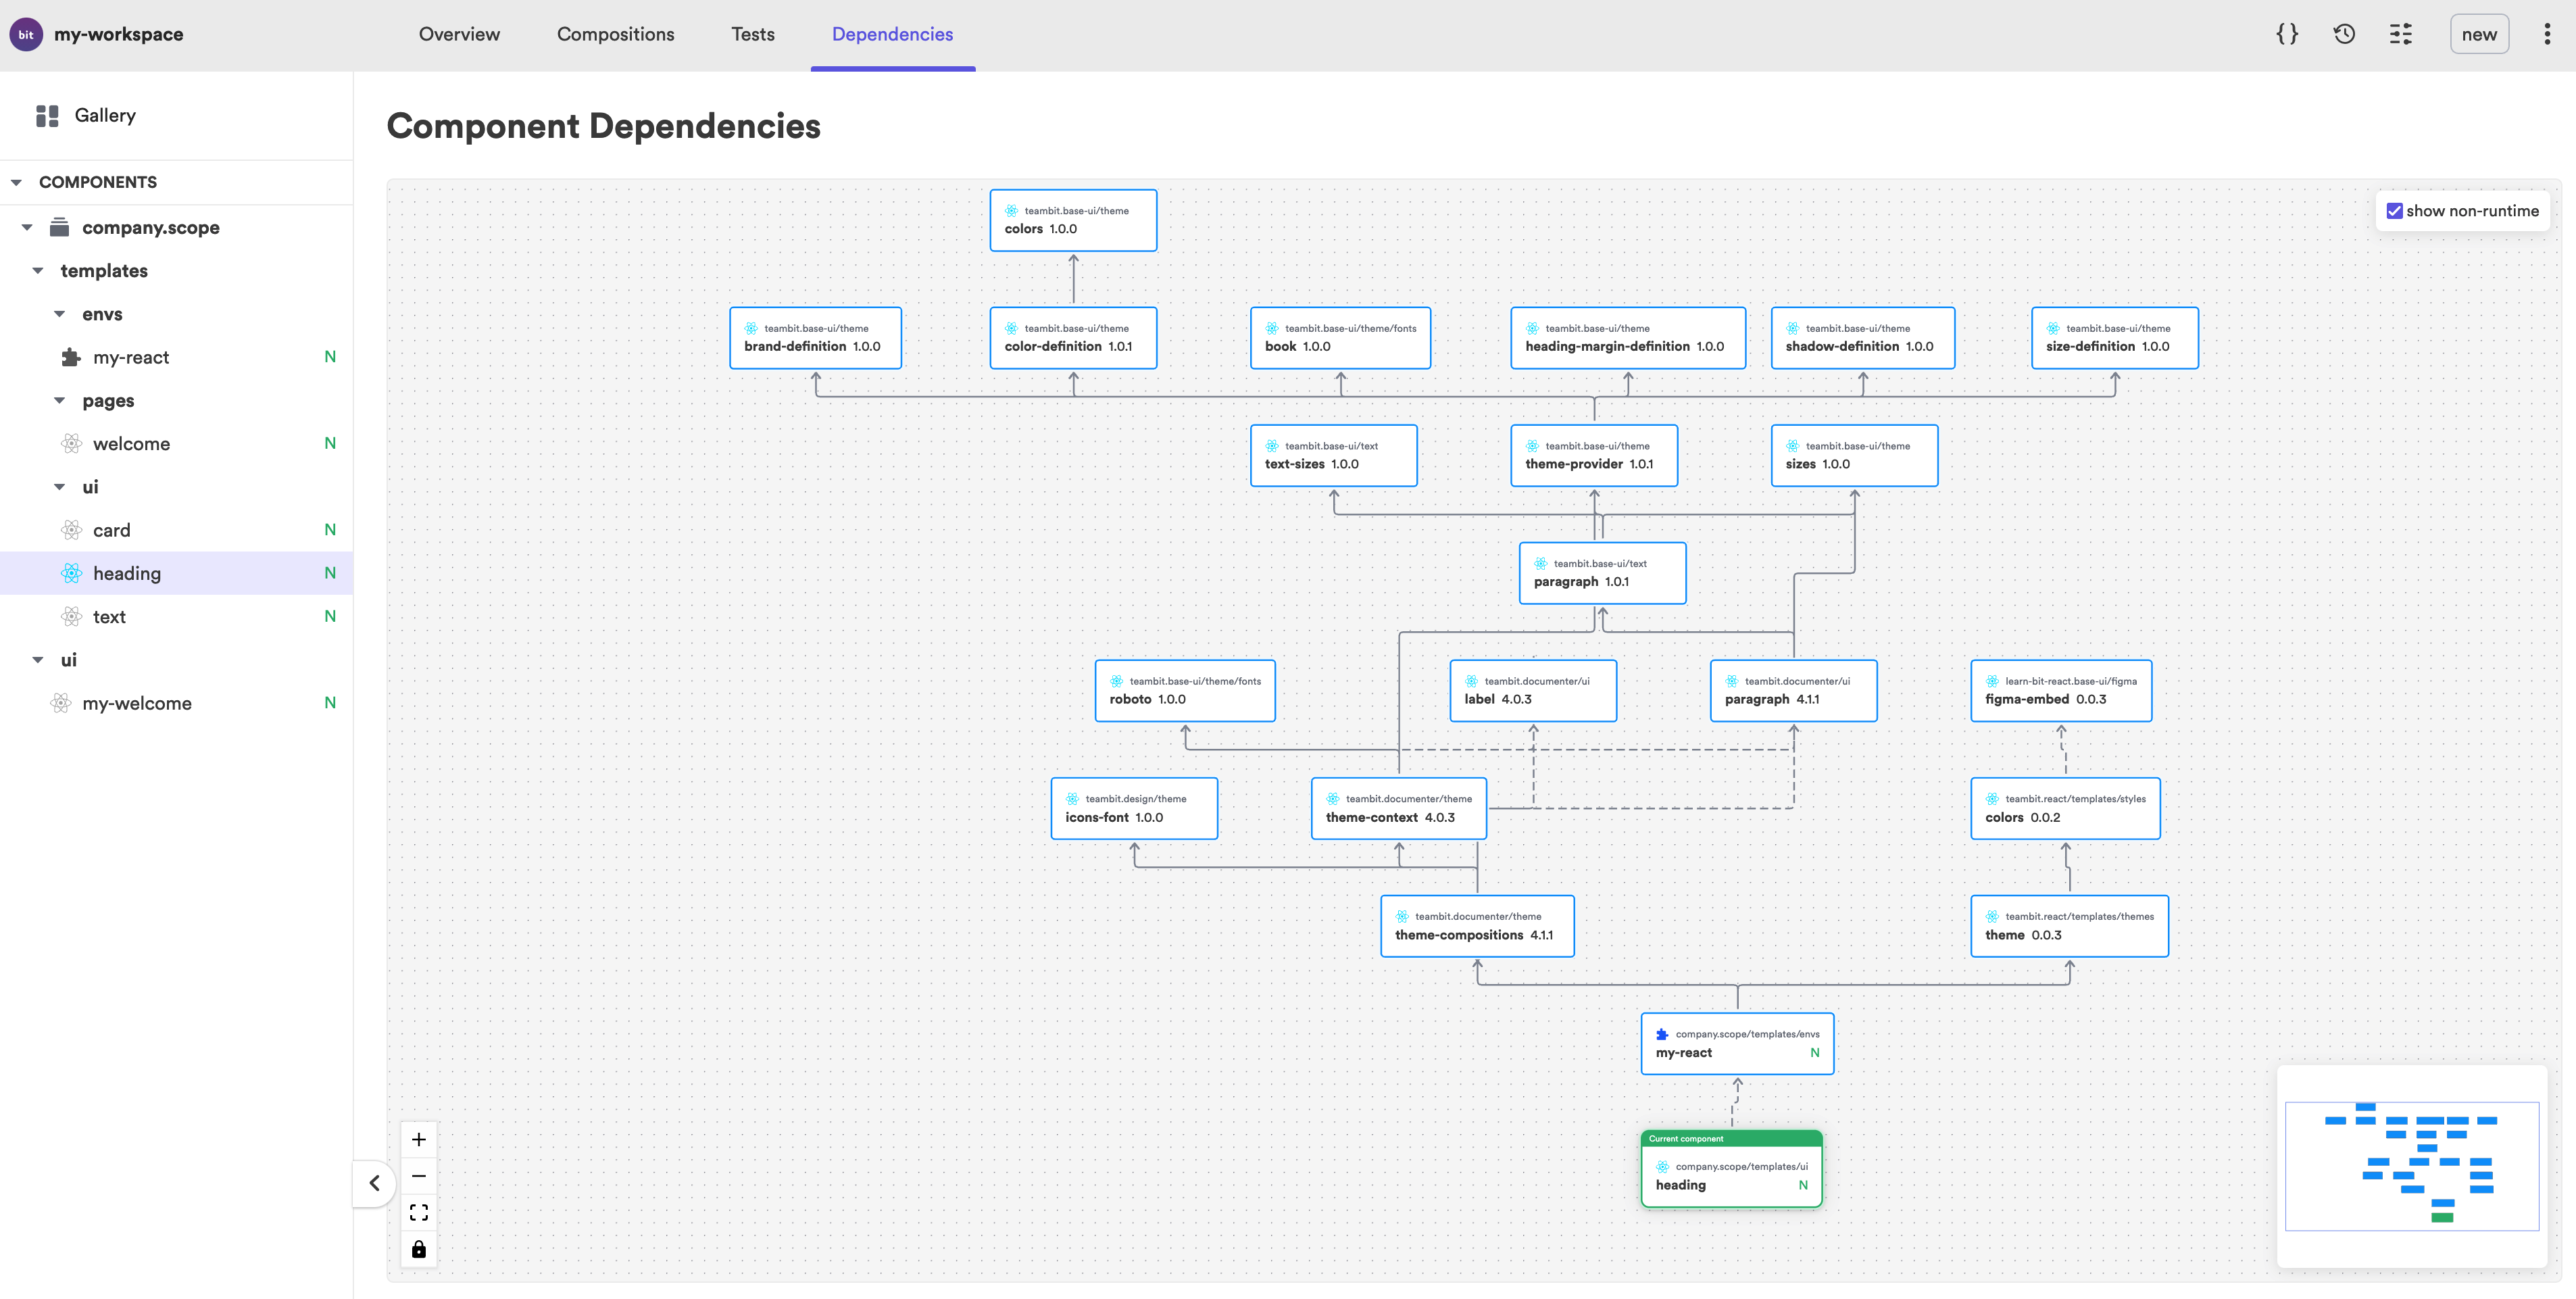 bit
my-workspace
Overview
Compositions
Tests
Dependencies
{}
new
Gallery
COMPONENTS
company.scope
templates
envs
my-react N
pages
welcome N
ui
card N
heading N
text N
ui
my-welcome N
Component Dependencies
show non-runtime
teambit.base-ui/theme
colors 1.0.0
teambit.base-ui/theme
brand-definition 1.0.0
teambit.base-ui/theme
color-definition 1.0.1
teambit.base-ui/theme/fonts
book 1.0.0
teambit.base-ui/theme
heading-margin-definition 1.0.0
teambit.base-ui/theme
shadow-definition 1.0.0
teambit.base-ui/theme
size-definition 1.0.0
teambit.base-ui/text
text-sizes 1.0.0
teambit.base-ui/theme
theme-provider 1.0.1
teambit.base-ui/theme
sizes 1.0.0
teambit.base-ui/text
paragraph 1.0.1
teambit.base-ui/theme/fonts
roboto 1.0.0
teambit.documenter/ui
label 4.0.3
teambit.documenter/ui
paragraph 4.1.1
learn-bit-react.base-ui/figma
figma-embed 0.0.3
teambit.design/theme
icons-font 1.0.0
teambit.documenter/theme
theme-context 4.0.3
teambit.react/templates/styles
colors 0.0.2
teambit.documenter/theme
theme-compositions 4.1.1
teambit.react/templates/themes
theme 0.0.3
company.scope/templates/envs
my-react N
Current component
company.scope/templates/ui
heading N